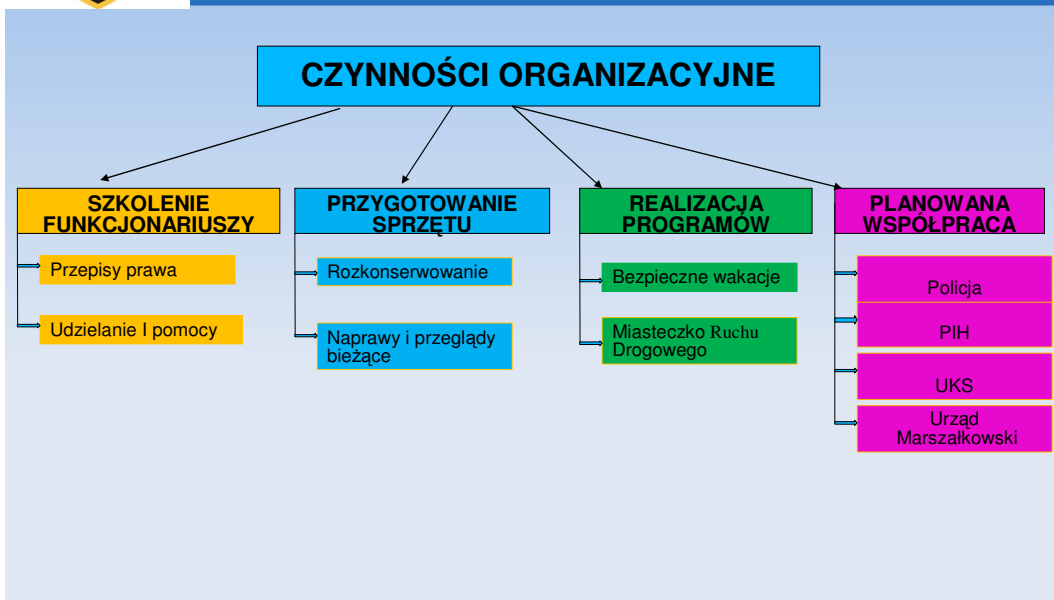 CZYNNOŚCI ORGANIZACYJNE
SZKOLENIE
FUNKCJONARIUSZY
Przepisy prawa
Udzielanie I pomocy
PRZYGOTOWANIE
SPRZĘTU
Rozkonserwowanie
Naprawy i przeglądy
bieżące
REALIZACJA
PROGRAMÓW
Bezpieczne wakacje
Miasteczko Ruchu
Drogowego
PLANOWANA
WSPÓŁPRACA
Policja
PIH
UKS
Urząd
Marszałkowski